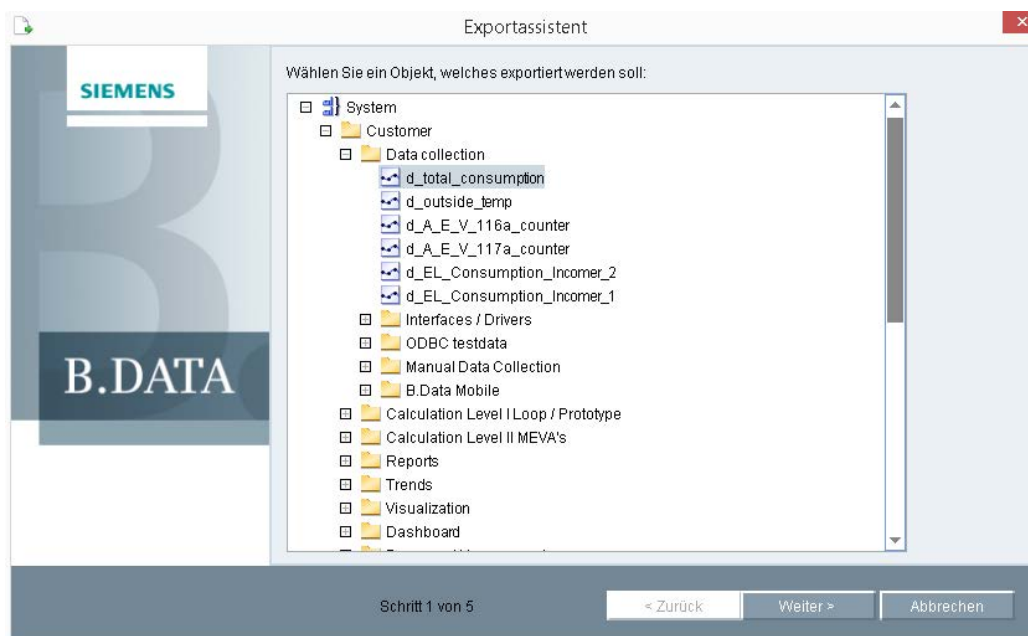 Exportassistent
SIEMENS
B.DATA
Wählen Sie ein Objekt, welches exportiert werden soll:
System
Customer
Data collection
d_total_consumption
d_outside_temp
d_A_E_V_116a_counter
d_A_E_V_117a_counter
d_EL_Consumption_Incomer_2
d_EL_Consumption_Incomer_1
Interfaces / Drivers
ODBC testdata
Manual Data Collection
B.Data Mobile
Calculation Level I Loop / Prototype
Calculation Level II MEVA's
Reports
Trends
Visualization
Dashboard
Schritt 1 von 5
< Zurück
Weiter >
Abbrechen